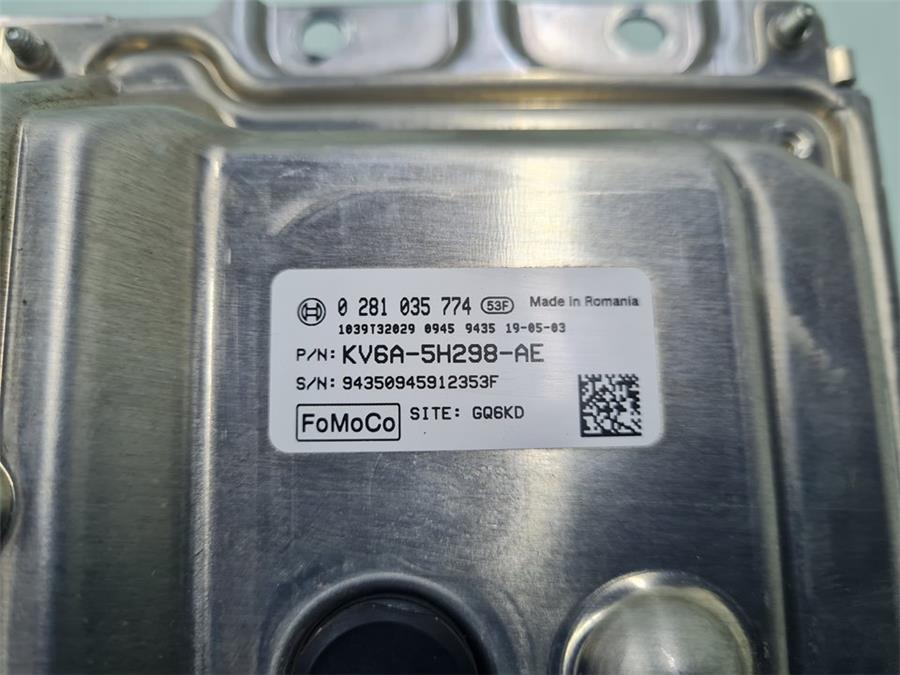 0 281 035 774 53F Made in Romania
1039T32029 0945 9435 19-05-03
P/N: KV6A-5H298-AE
S/N: 94350945912353F
FoMoCo SITE: GQ6KD